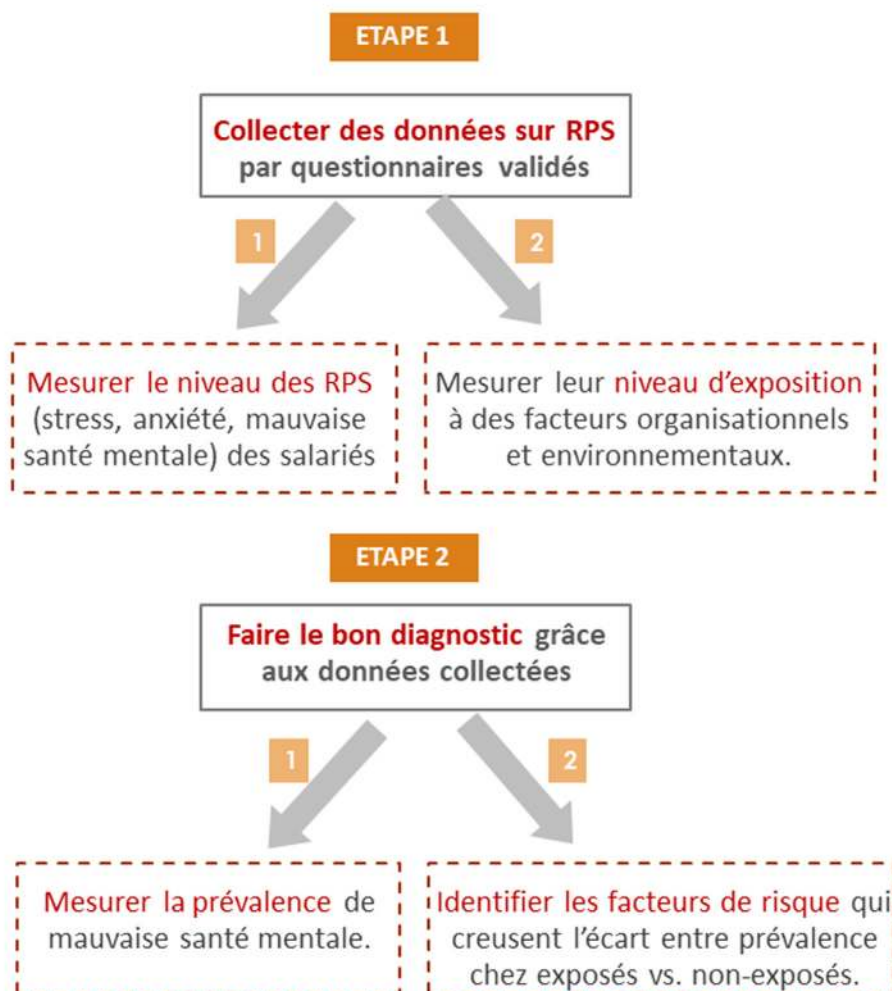 ETAPE 1
Collecter des données sur RPS
par questionnaires validés
1
2
Mesurer le niveau des RPS
(stress, anxiété, mauvaise
santé mentale) des salariés
Mesurer leur niveau d'exposition
à des facteurs organisationnels
et environnementaux.
ETAPE 2
Faire le bon diagnostic grâce
aux données collectées
1
2
Mesurer la prévalence de
mauvaise santé mentale.
Identifier les facteurs de risque qui
creusent l'écart entre prévalence
chez exposés vs. non-exposés.